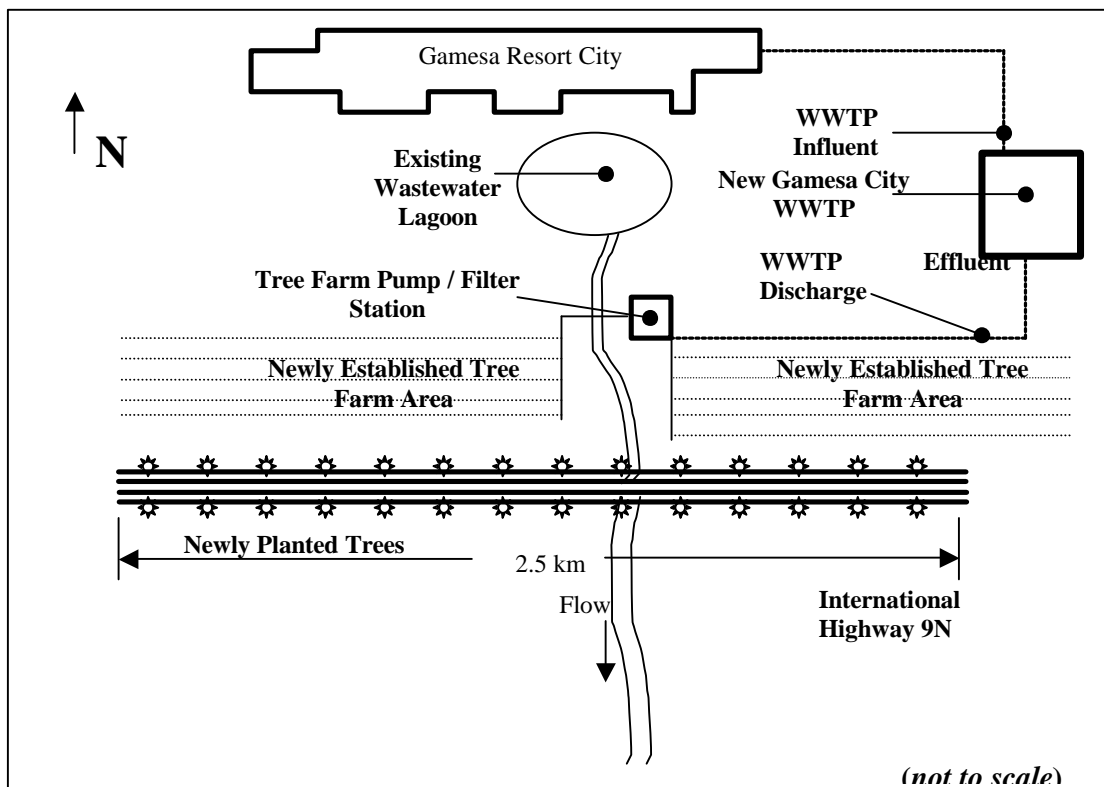 Gamesa Resort City
N
WWTP
Influent
Existing
Wastewater
Lagoon
New Gamesa City
WWTP
WWTP
Discharge
Effluent
Tree Farm Pump / Filter
Station
Newly Established Tree
Farm Area
Newly Established Tree
Farm Area
Newly Planted Trees
2.5 km
Flow
International
Highway 9N
(not to scale)